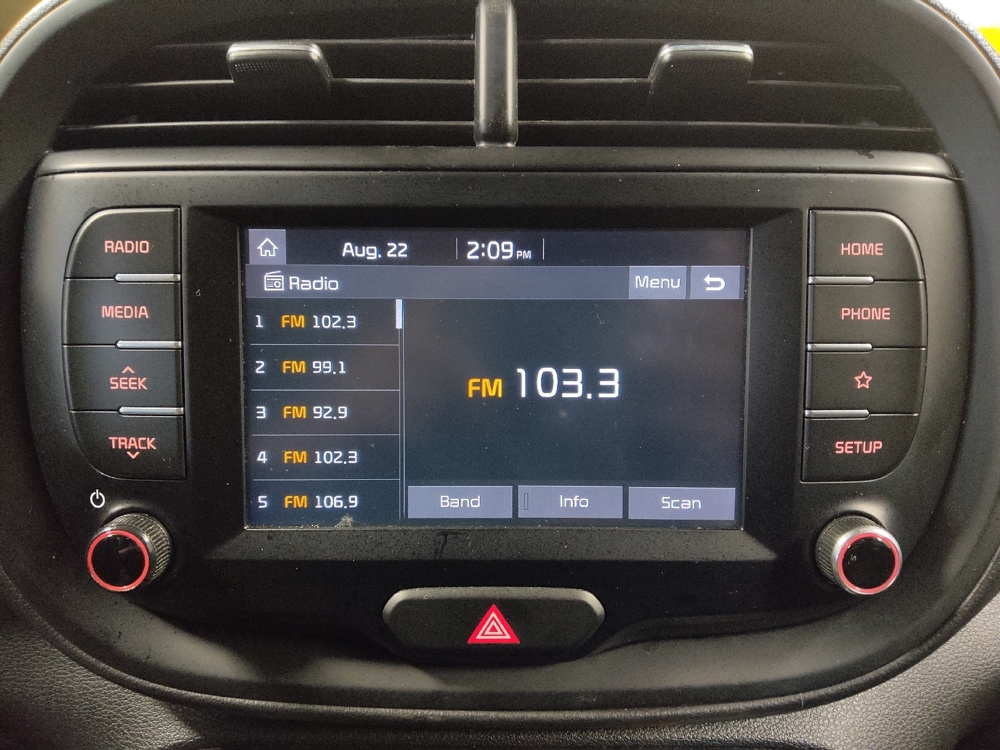 Aug. 22 2:09 PM
Radio Menu
1 FM 102.3
2 FM 99.1
3 FM 92.9
4 FM 102.3
5 FM 106.9
FM 103.3
Band Info Scan
RADIO
MEDIA
SEEK
TRACK
HOME
PHONE
SETUP